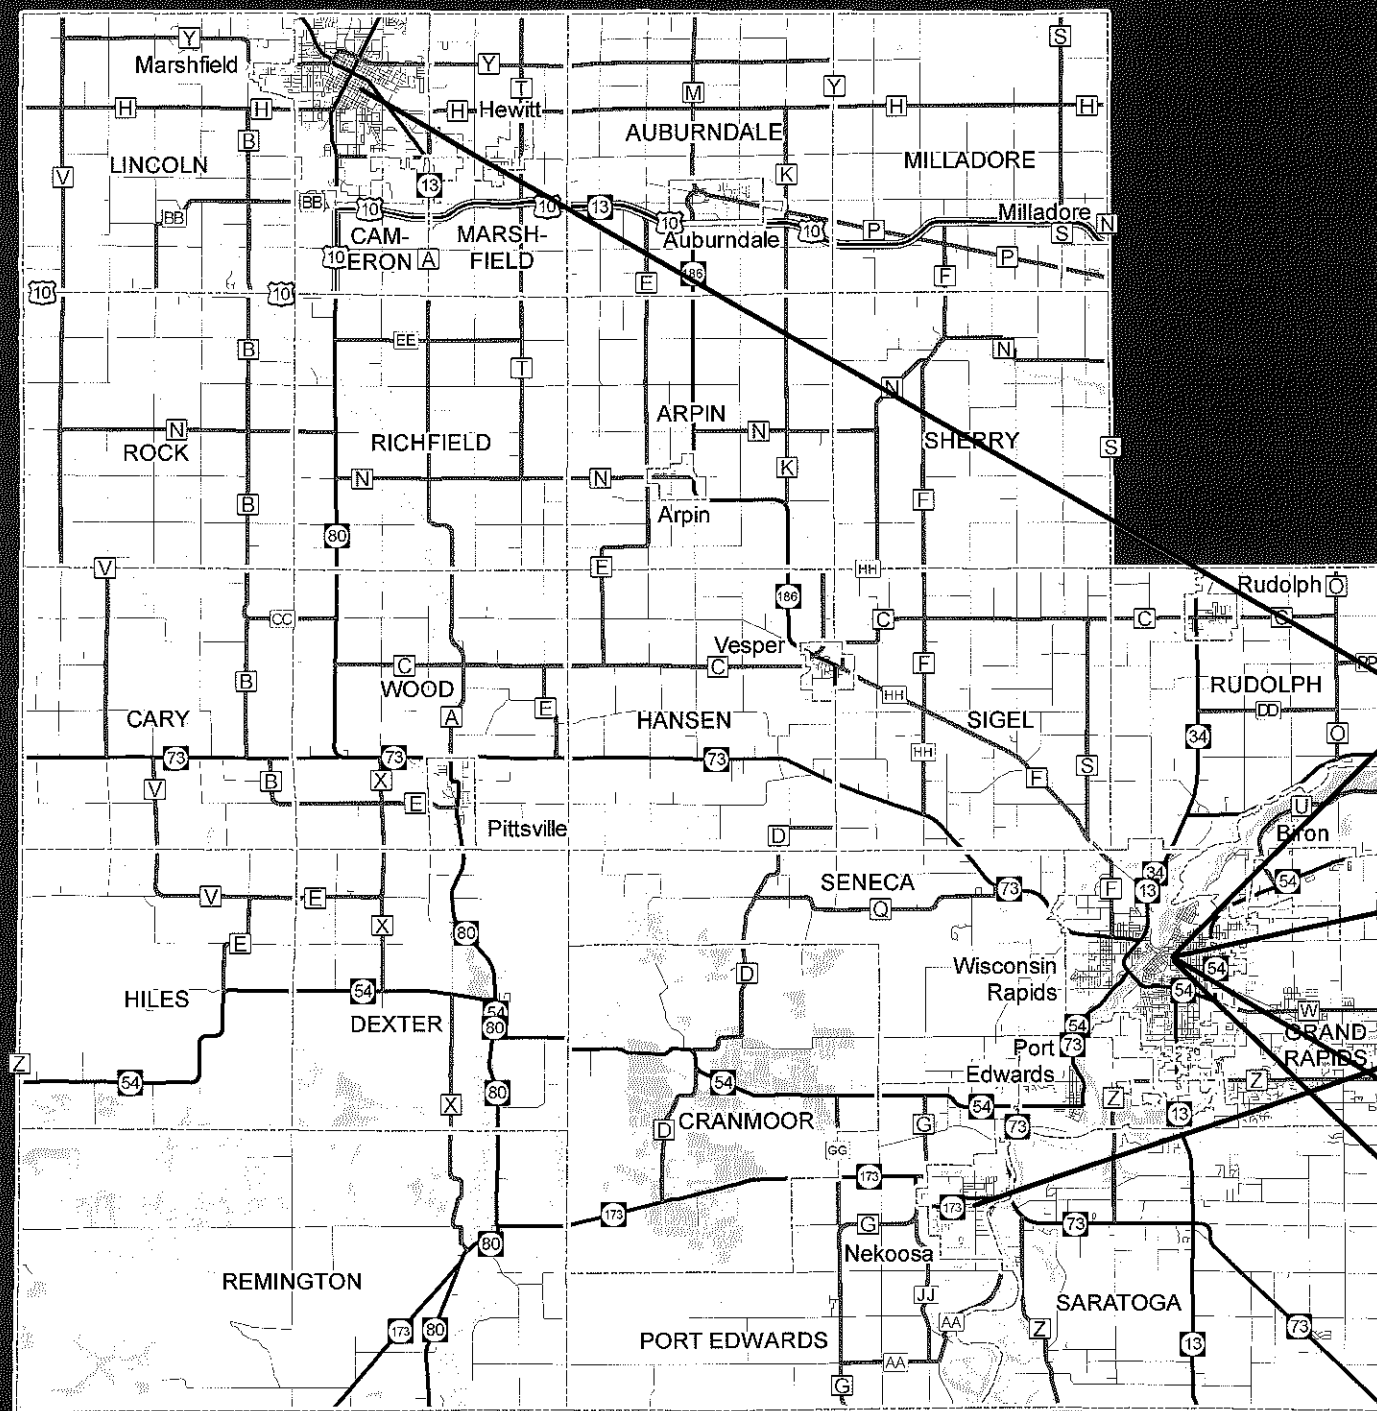 Y
S
Marshfield
Y
T
M
Y
H
H
H
Hewitt
H
H
B
AUBURNDALE
MILLADORE
LINCOLN
V
13
K
BB
BB
10
10
13
10
Auburndale
10
P
Milladore
S
N
CAM-
ERON
MARSH-
FIELD
10
A
E
186
F
P
10
10
B
EE
T
N
N
ARPIN
N
ROCK
RICHFIELD
N
SHERRY
S
N
N
K
B
80
Arpin
F
V
E
HH
Rudolph
O
CC
186
C
C
C
Vesper
C
C
F
PP
B
WOOD
HH
RUDOLPH
CARY
A
E
HANSEN
SIGEL
DD
34
O
73
73
73
HH
S
V
B
X
F
E
U
Pittsville
D
Biron
SENECA
34
V
E
Q
73
F
13
54
X
E
80
D
Wisconsin
Rapids
54
HILES
54
54
DEXTER
54
80
54
73
W
GRAND
RAPIDS
Z
Port
Edwards
54
80
54
Z
Z
X
54
13
D
CRANMOOR
G
73
GG
173
173
173
G
73
80
Nekoosa
REMINGTON
JJ
SARATOGA
173
80
PORT EDWARDS
AA
Z
13
73
AA
G